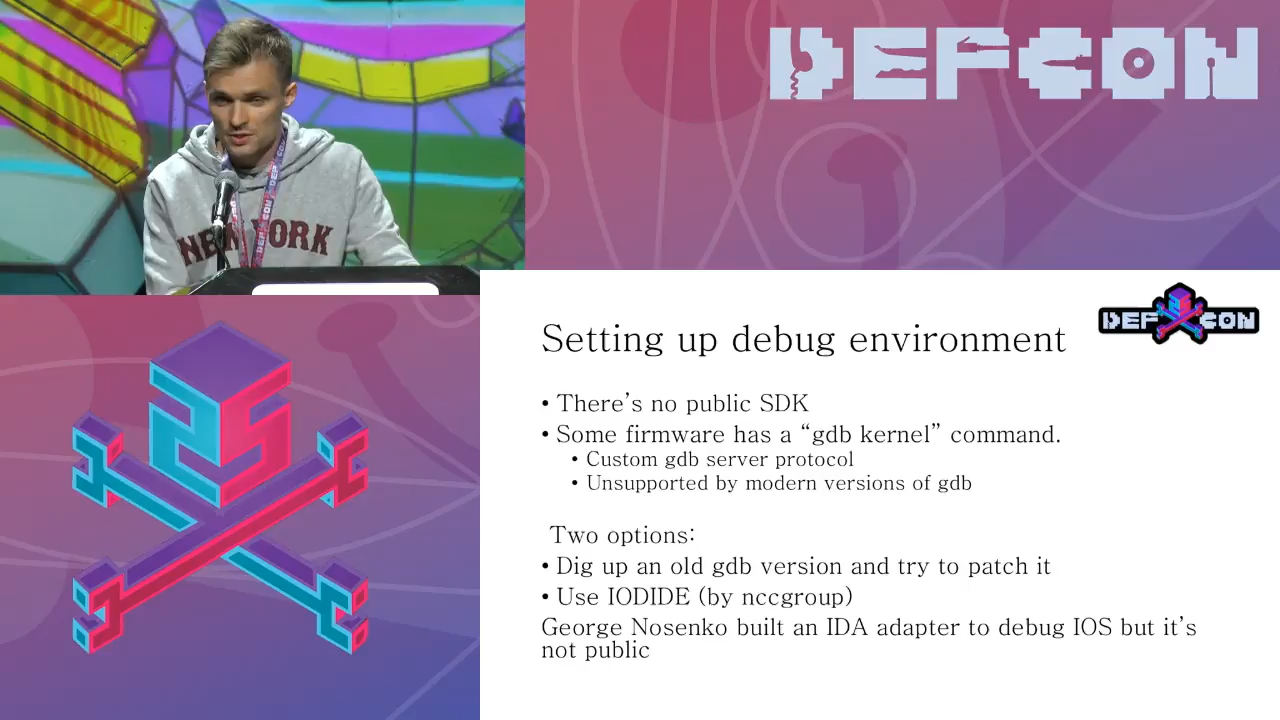 DEFCON
NEW YORK
DEFCON
Setting up debug environment
• There's no public SDK
• Some firmware has a “gdb kernel” command.
• Custom gdb server protocol
• Unsupported by modern versions of gdb
Two options:
• Dig up an old gdb version and try to patch it
• Use IODIDE (by nccgroup)
George Nosenko built an IDA adapter to debug IOS but it's
not public